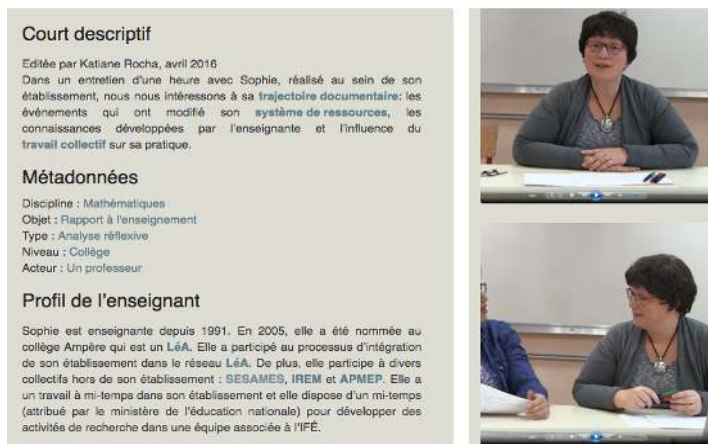 Court descriptif
Editée par Katiane Rocha, avril 2016
Dans un entretien d'une heure avec Sophie, réalisé au sein de son
établissement, nous nous intéressons à sa trajectoire documentaire: les
événements qui ont modifié son système de ressources, les
connaissances développées par l'enseignante et l'influence du
travail collectif sur sa pratique.
Métadonnées
Discipline : Mathématiques
Objet : Rapport à l'enseignement
Type : Analyse réflexive
Niveau : Collège
Acteur : Un professeur
Profil de l'enseignant
Sophie est enseignante depuis 1991. En 2005, elle a été nommée au
collège Ampère qui est un LéA. Elle a participé au processus d'intégration
de son établissement dans le réseau LéA. De plus, elle participe à divers
collectifs hors de son établissement : SESAMES, IREM et APMEP. Elle a
un travail à mi-temps dans son établissement et elle dispose d'un mi-temps
(attribué par le ministère de l'éducation nationale) pour développer des
activités de recherche dans une équipe associée à l'IFÉ.